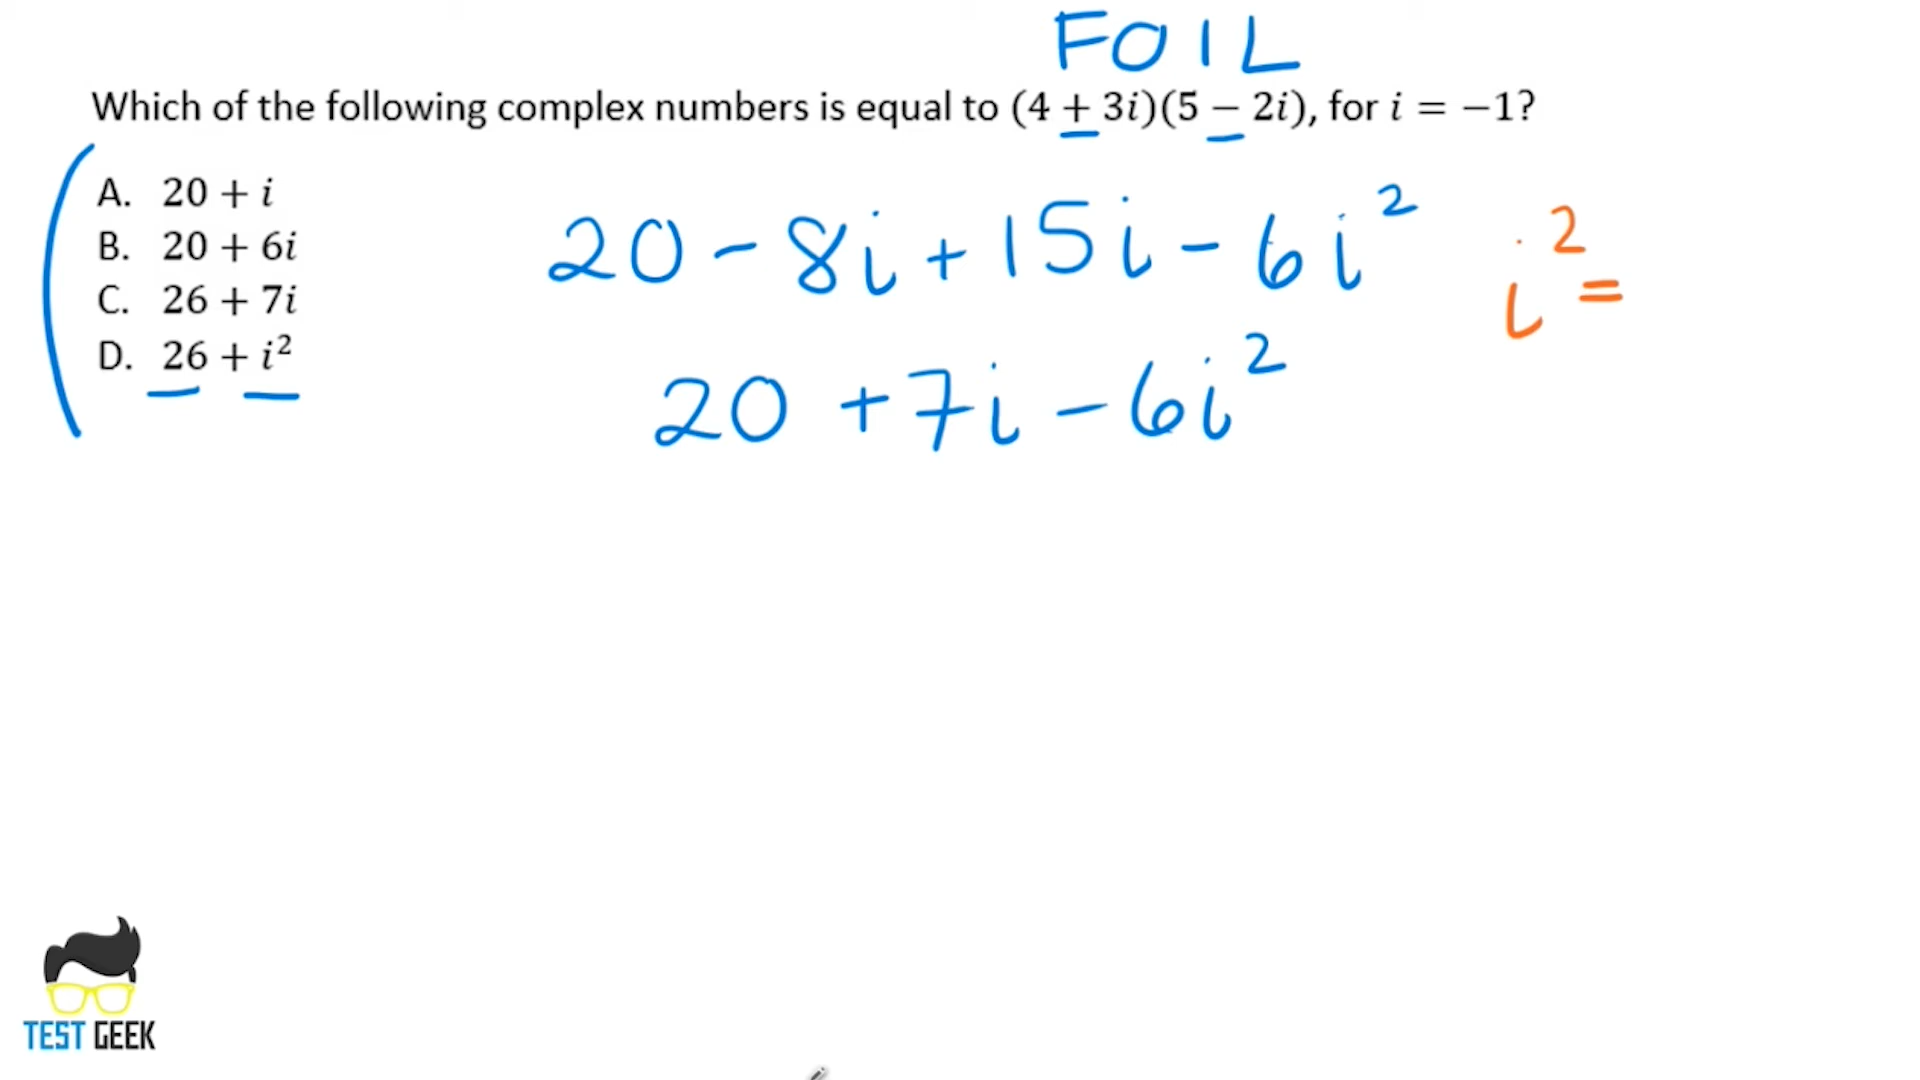 FOIL
Which of the following complex numbers is equal to (4 + 3i)(5 − 2i), for i = −1?
A. 20 + i
B. 20 + 6i
C. 26 + 7i
D. 26 + i²
20 - 8i + 15i - 6i²
i² =
20 + 7i - 6i²
TEST GEEK